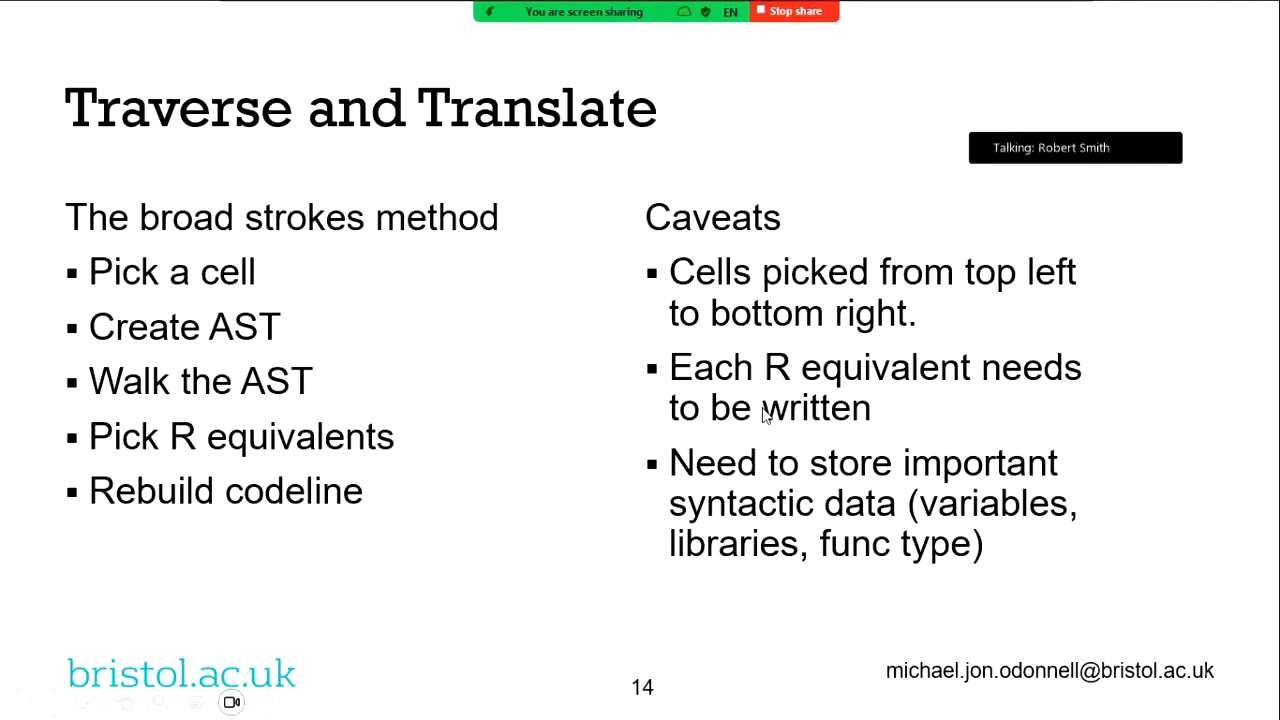 You are screen sharing EN Stop share
Traverse and Translate
Talking: Robert Smith
The broad strokes method
▪ Pick a cell
▪ Create AST
▪ Walk the AST
▪ Pick R equivalents
▪ Rebuild codeline
Caveats
▪ Cells picked from top left
to bottom right.
▪ Each R equivalent needs
to be written
▪ Need to store important
syntactic data (variables,
libraries, func type)
bristol.ac.uk
14
michael.jon.odonnell@bristol.ac.uk